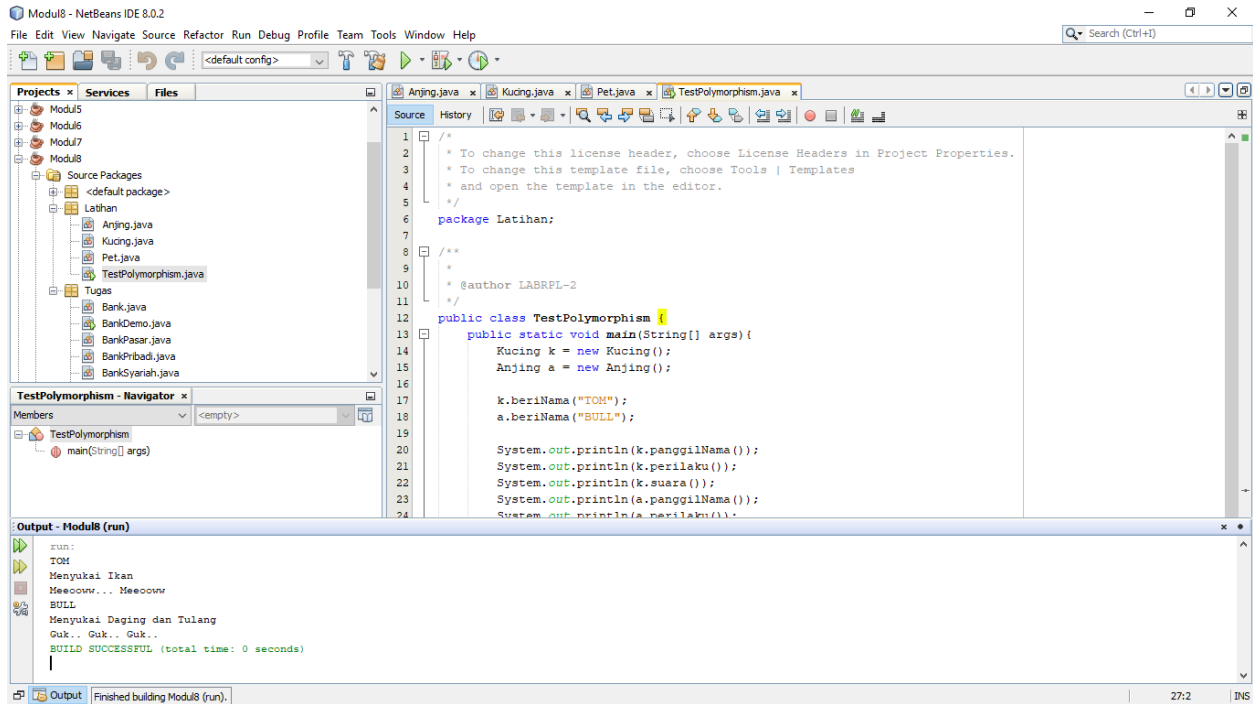 Modul8 - NetBeans IDE 8.0.2
File Edit View Navigate Source Refactor Run Debug Profile Team Tools Window Help
Search (Ctrl+I)
<default config>
Projects × Services Files
Modul5
Modul6
Modul7
Modul8
Source Packages
<default package>
Latihan
Anjing.java
Kucing.java
Pet.java
TestPolymorphism.java
Tugas
Bank.java
BankDemo.java
BankPasar.java
BankPribadi.java
BankSyariah.java
TestPolymorphism - Navigator ×
Members <empty>
TestPolymorphism
main(String[] args)
Anjing.java × Kucing.java × Pet.java × TestPolymorphism.java ×
Source History
1 /*
2 * To change this license header, choose License Headers in Project Properties.
3 * To change this template file, choose Tools | Templates
4 * and open the template in the editor.
5 */
6 package Latihan;
7
8 /**
9 *
10 * @author LABRPL-2
11 */
12 public class TestPolymorphism {
13 public static void main(String[] args){
14 Kucing k = new Kucing();
15 Anjing a = new Anjing();
16
17 k.beriNama("TOM");
18 a.beriNama("BULL");
19
20 System.out.println(k.panggilNama());
21 System.out.println(k.perilaku());
22 System.out.println(k.suara());
23 System.out.println(a.panggilNama());
24 System.out.println(a.perilaku());
Output - Modul8 (run)
run:
TOM
Menyukai Ikan
Meeooww... Meeooww
BULL
Menyukai Daging dan Tulang
Guk.. Guk.. Guk..
BUILD SUCCESSFUL (total time: 0 seconds)
Output Finished building Modul8 (run).
27:2 INS